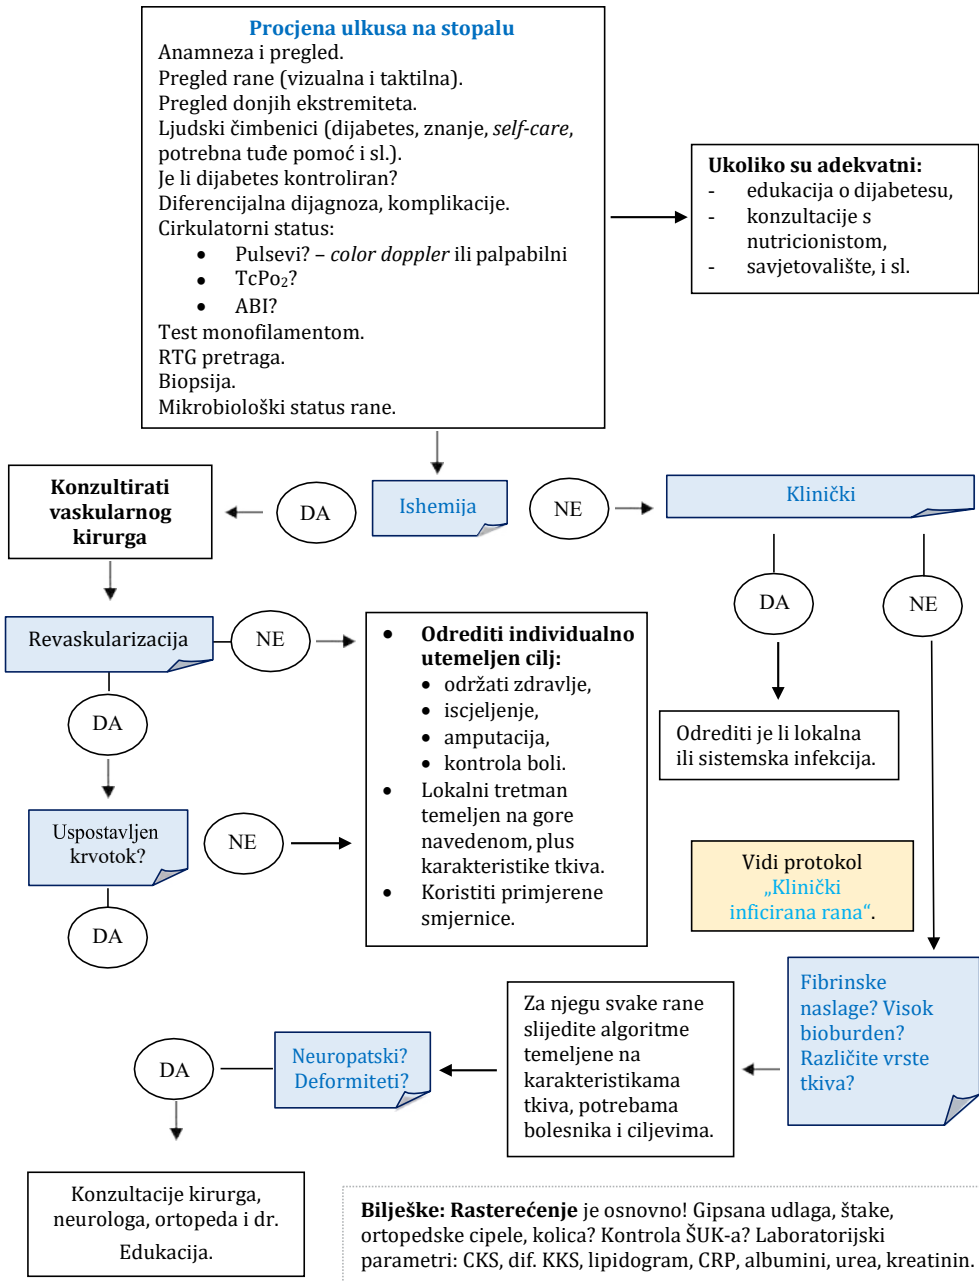 Procjena ulkusa na stopalu
Anamneza i pregled.
Pregled rane (vizualna i taktilna).
Pregled donjih ekstremiteta.
Ljudski čimbenici (dijabetes, znanje, self-care,
potrebna tuđe pomoć i sl.).
Je li dijabetes kontroliran?
Diferencijalna dijagnoza, komplikacije.
Cirkulatorni status:
• Pulsevi? – color doppler ili palpabilni
• TcPo₂?
• ABI?
Test monofilamentom.
RTG pretraga.
Biopsija.
Mikrobiološki status rane.
Ukoliko su adekvatni:
- edukacija o dijabetesu,
- konzultacije s
nutricionistom,
- savjetovalište, i sl.
Konzultirati
vaskularnog
kirurga
DA
Ishemija
NE
Klinički
DA
NE
Revaskularizacija
NE
DA
• Odrediti individualno
utemeljen cilj:
• održati zdravlje,
• iscjeljenje,
• amputacija,
• kontrola boli.
• Lokalni tretman
temeljen na gore
navedenom, plus
karakteristike tkiva.
• Koristiti primjerene
smjernice.
Odrediti je li lokalna
ili sistemska infekcija.
Uspostavljen
krvotok?
NE
DA
Vidi protokol
„Klinički
inficirana rana“.
Fibrinske
naslage? Visok
bioburden?
Različite vrste
tkiva?
Za njegu svake rane
slijedite algoritme
temeljene na
karakteristikama
tkiva, potrebama
bolesnika i ciljevima.
Neuropatski?
Deformiteti?
DA
Konzultacije kirurga,
neurologa, ortopeda i dr.
Edukacija.
Bilješke: Rasterećenje je osnovno! Gipsana udlaga, štake,
ortopedske cipele, kolica? Kontrola ŠUK-a? Laboratorijski
parametri: CKS, dif. KKS, lipidogram, CRP, albumini, urea, kreatinin.